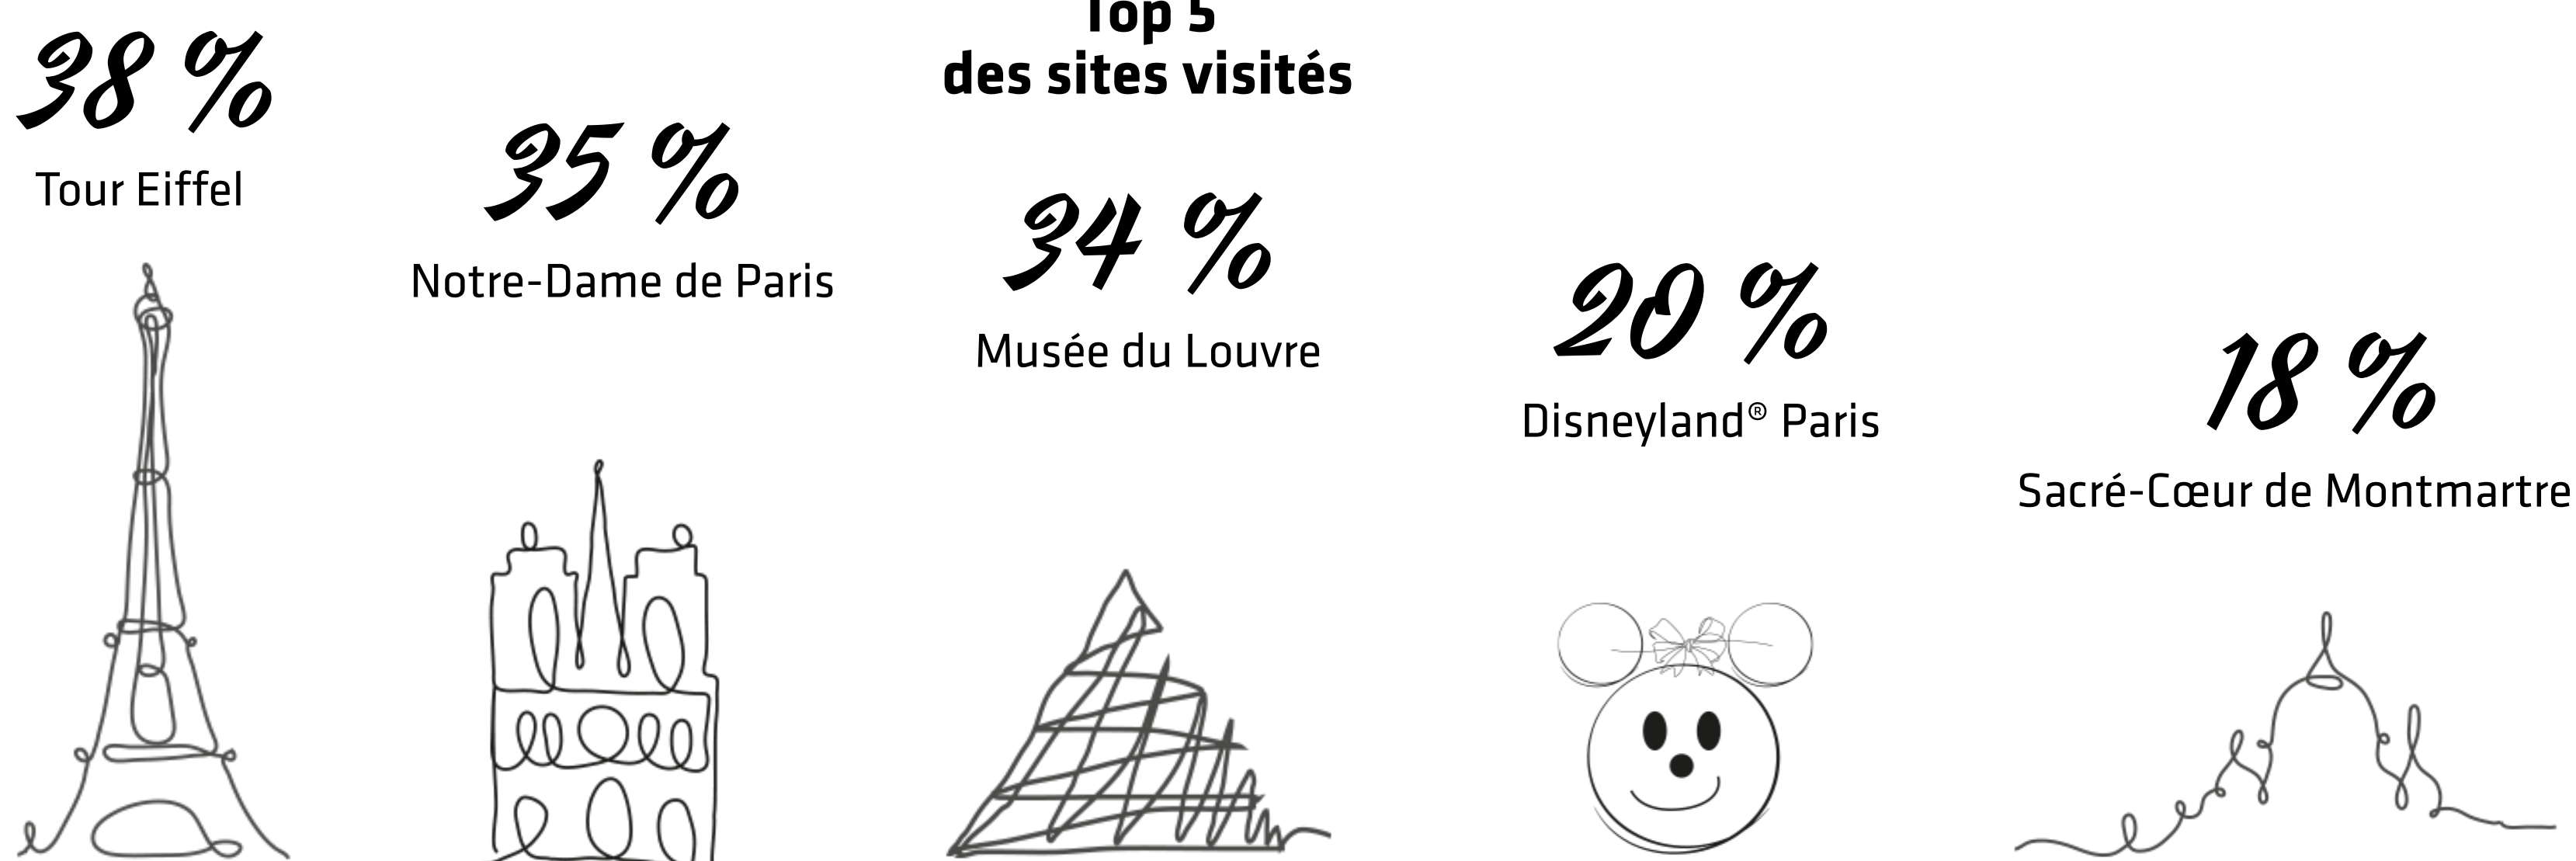 Top 5
des sites visités
38 %
Tour Eiffel
35 %
Notre-Dame de Paris
34 %
Musée du Louvre
20 %
Disneyland® Paris
18 %
Sacré-Cœur de Montmartre